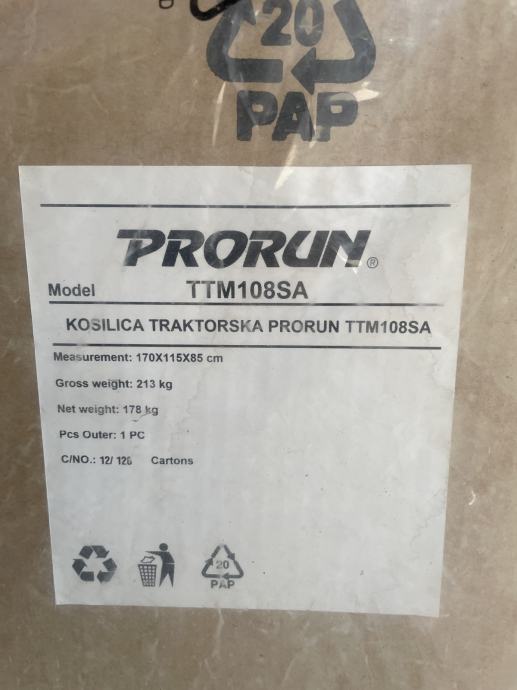 20
PAP
PRORUN®
Model TTM108SA
KOSILICA TRAKTORSKA PRORUN TTM108SA
Measurement: 170X115X85 cm
Gross weight: 213 kg
Net weight: 178 kg
Pcs Outer: 1 PC
C/NO.: 12/ 126 Cartons
20
PAP